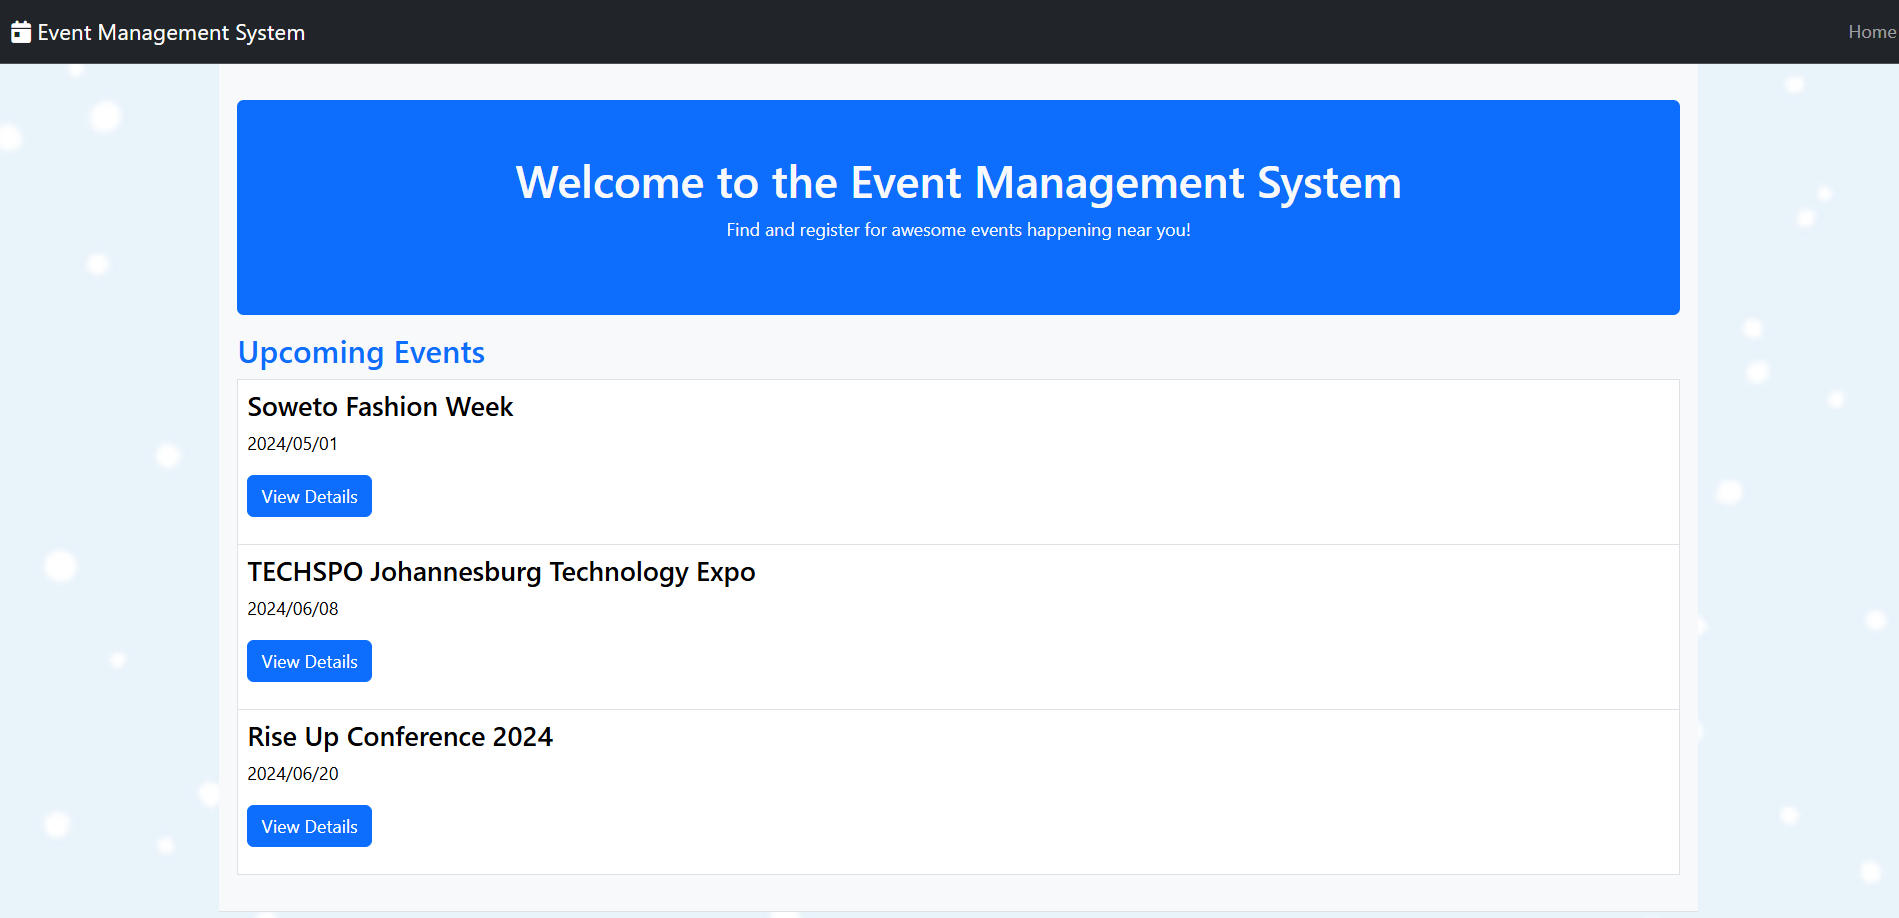 Event Management System
Home
Welcome to the Event Management System
Find and register for awesome events happening near you!
Upcoming Events
Soweto Fashion Week
2024/05/01
View Details
TECHSPO Johannesburg Technology Expo
2024/06/08
View Details
Rise Up Conference 2024
2024/06/20
View Details